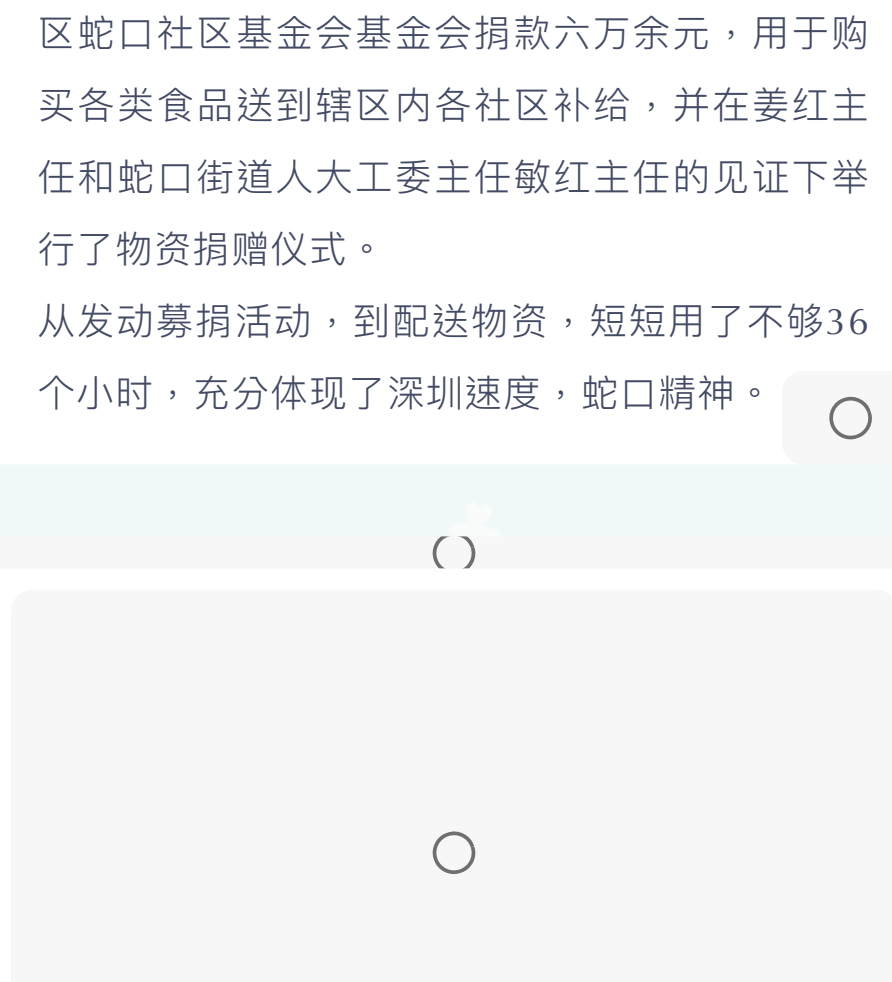 区蛇口社区基金会基金会捐款六万余元，用于购
买各类食品送到辖区内各社区补给，并在姜红主
任和蛇口街道人大工委主任敏红主任的见证下举
行了物资捐赠仪式。
从发动募捐活动，到配送物资，短短用了不够36
个小时，充分体现了深圳速度，蛇口精神。